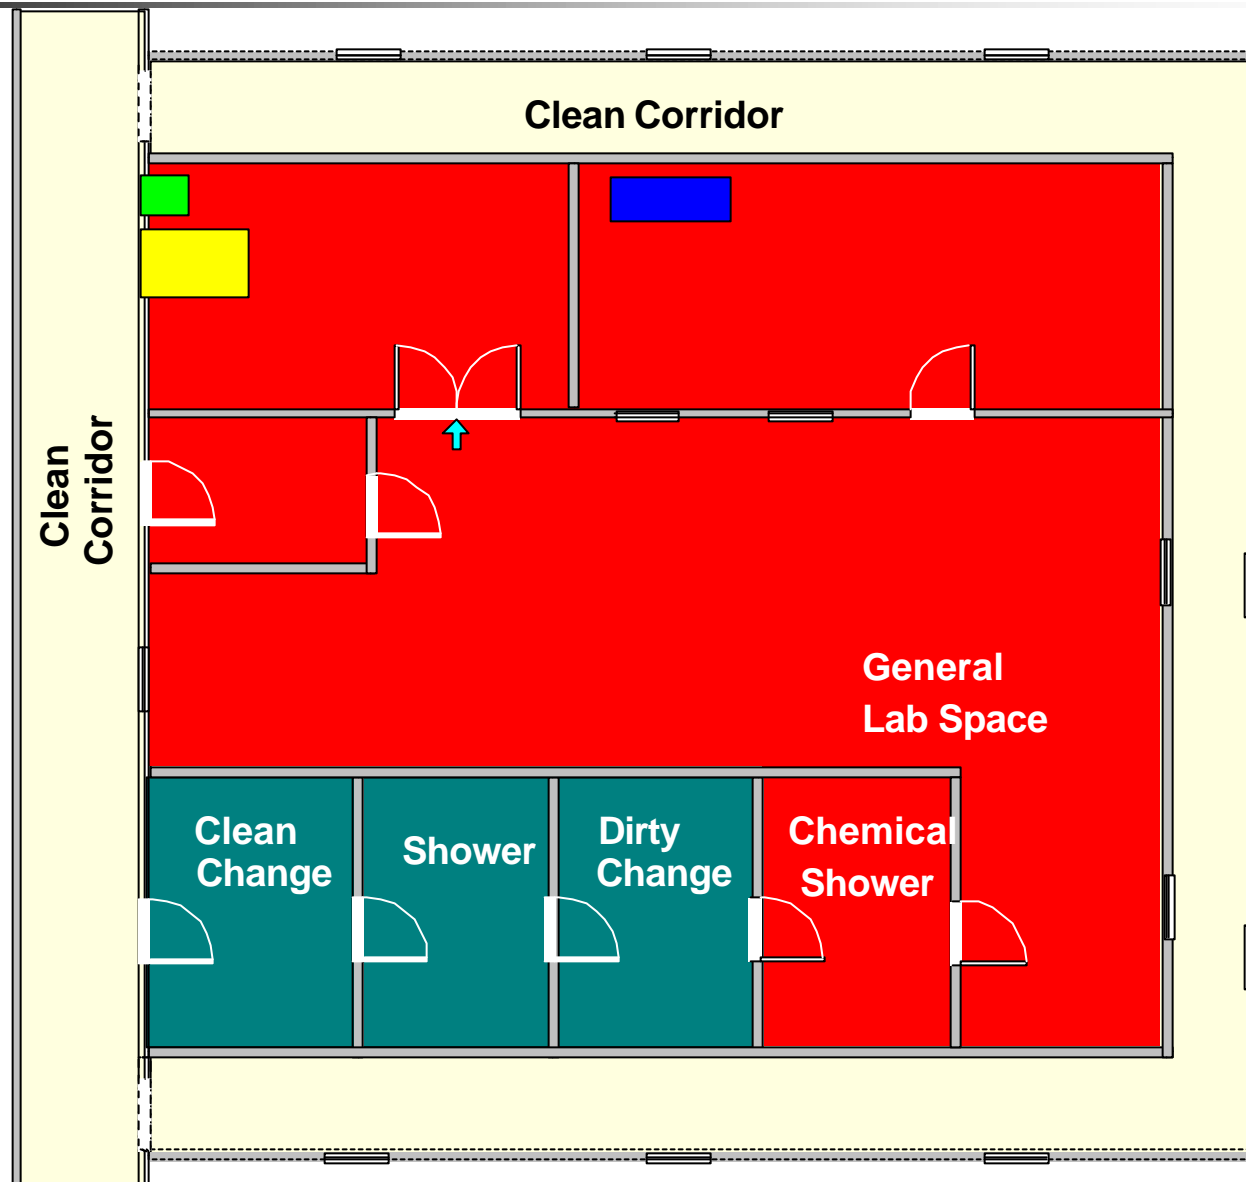 Clean Corridor
Clean
Corridor
General
Lab Space
Clean
Change
Shower
Dirty
Change
Chemical
Shower